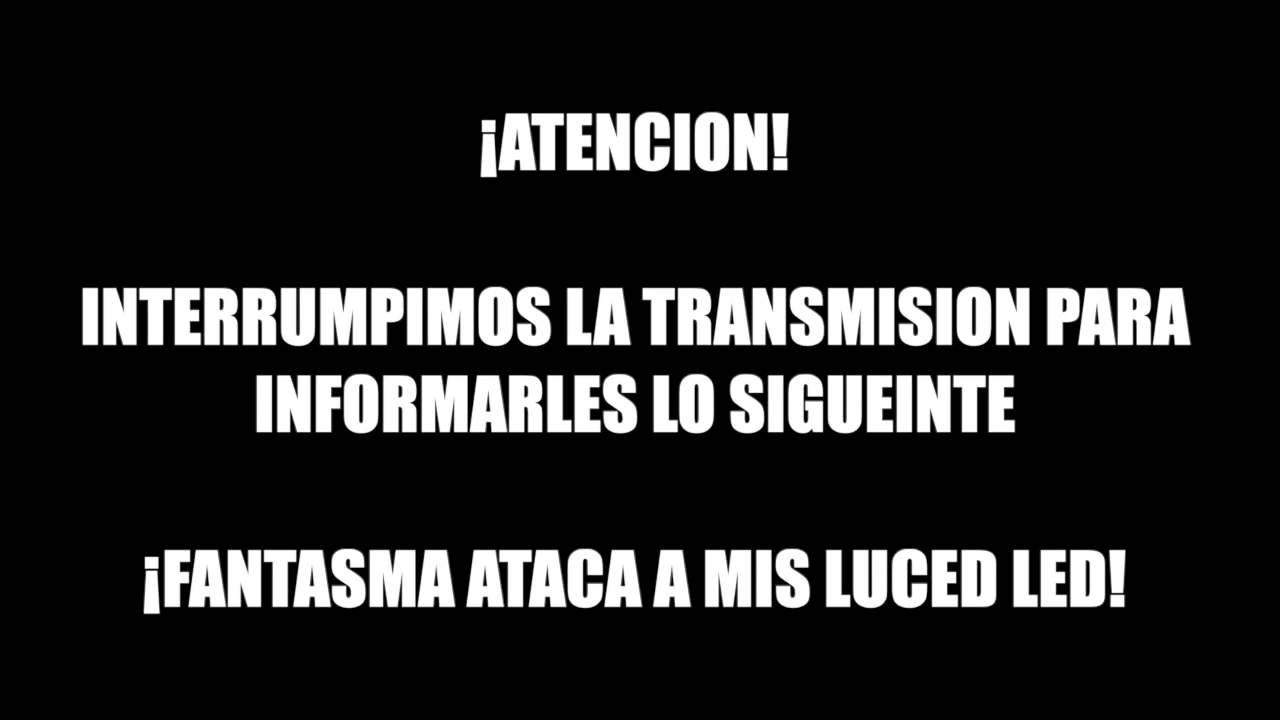 ¡ATENCION!
INTERRUMPIMOS LA TRANSMISION PARA
INFORMARLES LO SIGUEINTE
¡FANTASMA ATACA A MIS LUCED LED!